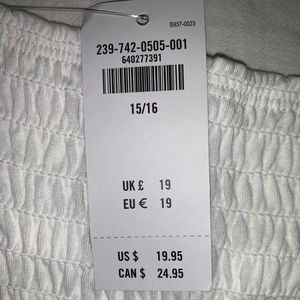 S937-0023
239-742-0505-001
640277391
15/16
UK £ 19
EU € 19
US $ 19.95
CAN $ 24.95